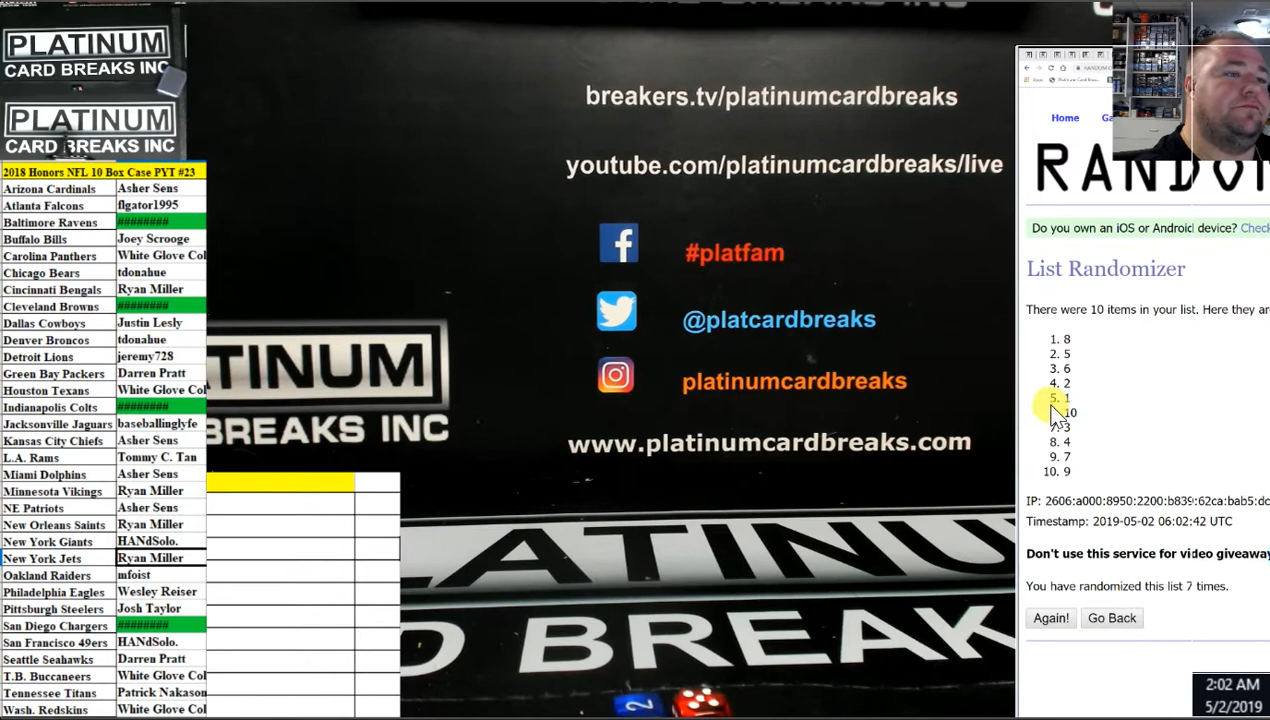 PLATINUM
CARD BREAKS INC
PLATINUM
CARD BREAKS INC
2018 Honors NFL 10 Box Case PYT #23
Arizona Cardinals Asher Sens
Atlanta Falcons flgator1995
Baltimore Ravens ########
Buffalo Bills Joey Scrooge
Carolina Panthers White Glove Col
Chicago Bears tdonahue
Cincinnati Bengals Ryan Miller
Cleveland Browns ########
Dallas Cowboys Justin Lesly
Denver Broncos tdonahue
Detroit Lions jeremy728
Green Bay Packers Darren Pratt
Houston Texans White Glove Col
Indianapolis Colts ########
Jacksonville Jaguars baseballinglyfe
Kansas City Chiefs Asher Sens
L.A. Rams Tommy C. Tan
Miami Dolphins Asher Sens
Minnesota Vikings Ryan Miller
NE Patriots Asher Sens
New Orleans Saints Ryan Miller
New York Giants HANdSolo.
New York Jets Ryan Miller
Oakland Raiders mfoist
Philadelphia Eagles Wesley Reiser
Pittsburgh Steelers Josh Taylor
San Diego Chargers ########
San Francisco 49ers HANdSolo.
Seattle Seahawks Darren Pratt
T.B. Buccaneers White Glove Col
Tennessee Titans Patrick Nakason
Wash. Redskins White Glove Col
breakers.tv/platinumcardbreaks
youtube.com/platinumcardbreaks/live
#platfam
@platcardbreaks
platinumcardbreaks
www.platinumcardbreaks.com
TINUM
BREAKS INC
LATINU
D BREAK
2
Home Ga
RANDO
Do you own an iOS or Android device? Check
List Randomizer
There were 10 items in your list. Here they are
1. 8
2. 5
3. 6
4. 2
5. 1
10
7. 3
8. 4
9. 7
10. 9
IP: 2606:a000:8950:2200:b839:62ca:bab5:dc
Timestamp: 2019-05-02 06:02:42 UTC
Don't use this service for video giveaway
You have randomized this list 7 times.
Again! Go Back
2:02 AM
5/2/2019